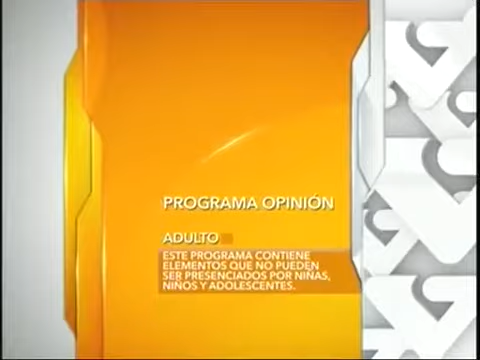 PROGRAMA OPINIÓN
ADULTO
ESTE PROGRAMA CONTIENE
ELEMENTOS QUE NO PUEDEN
SER PRESENCIADOS POR NIÑAS,
NIÑOS Y ADOLESCENTES.